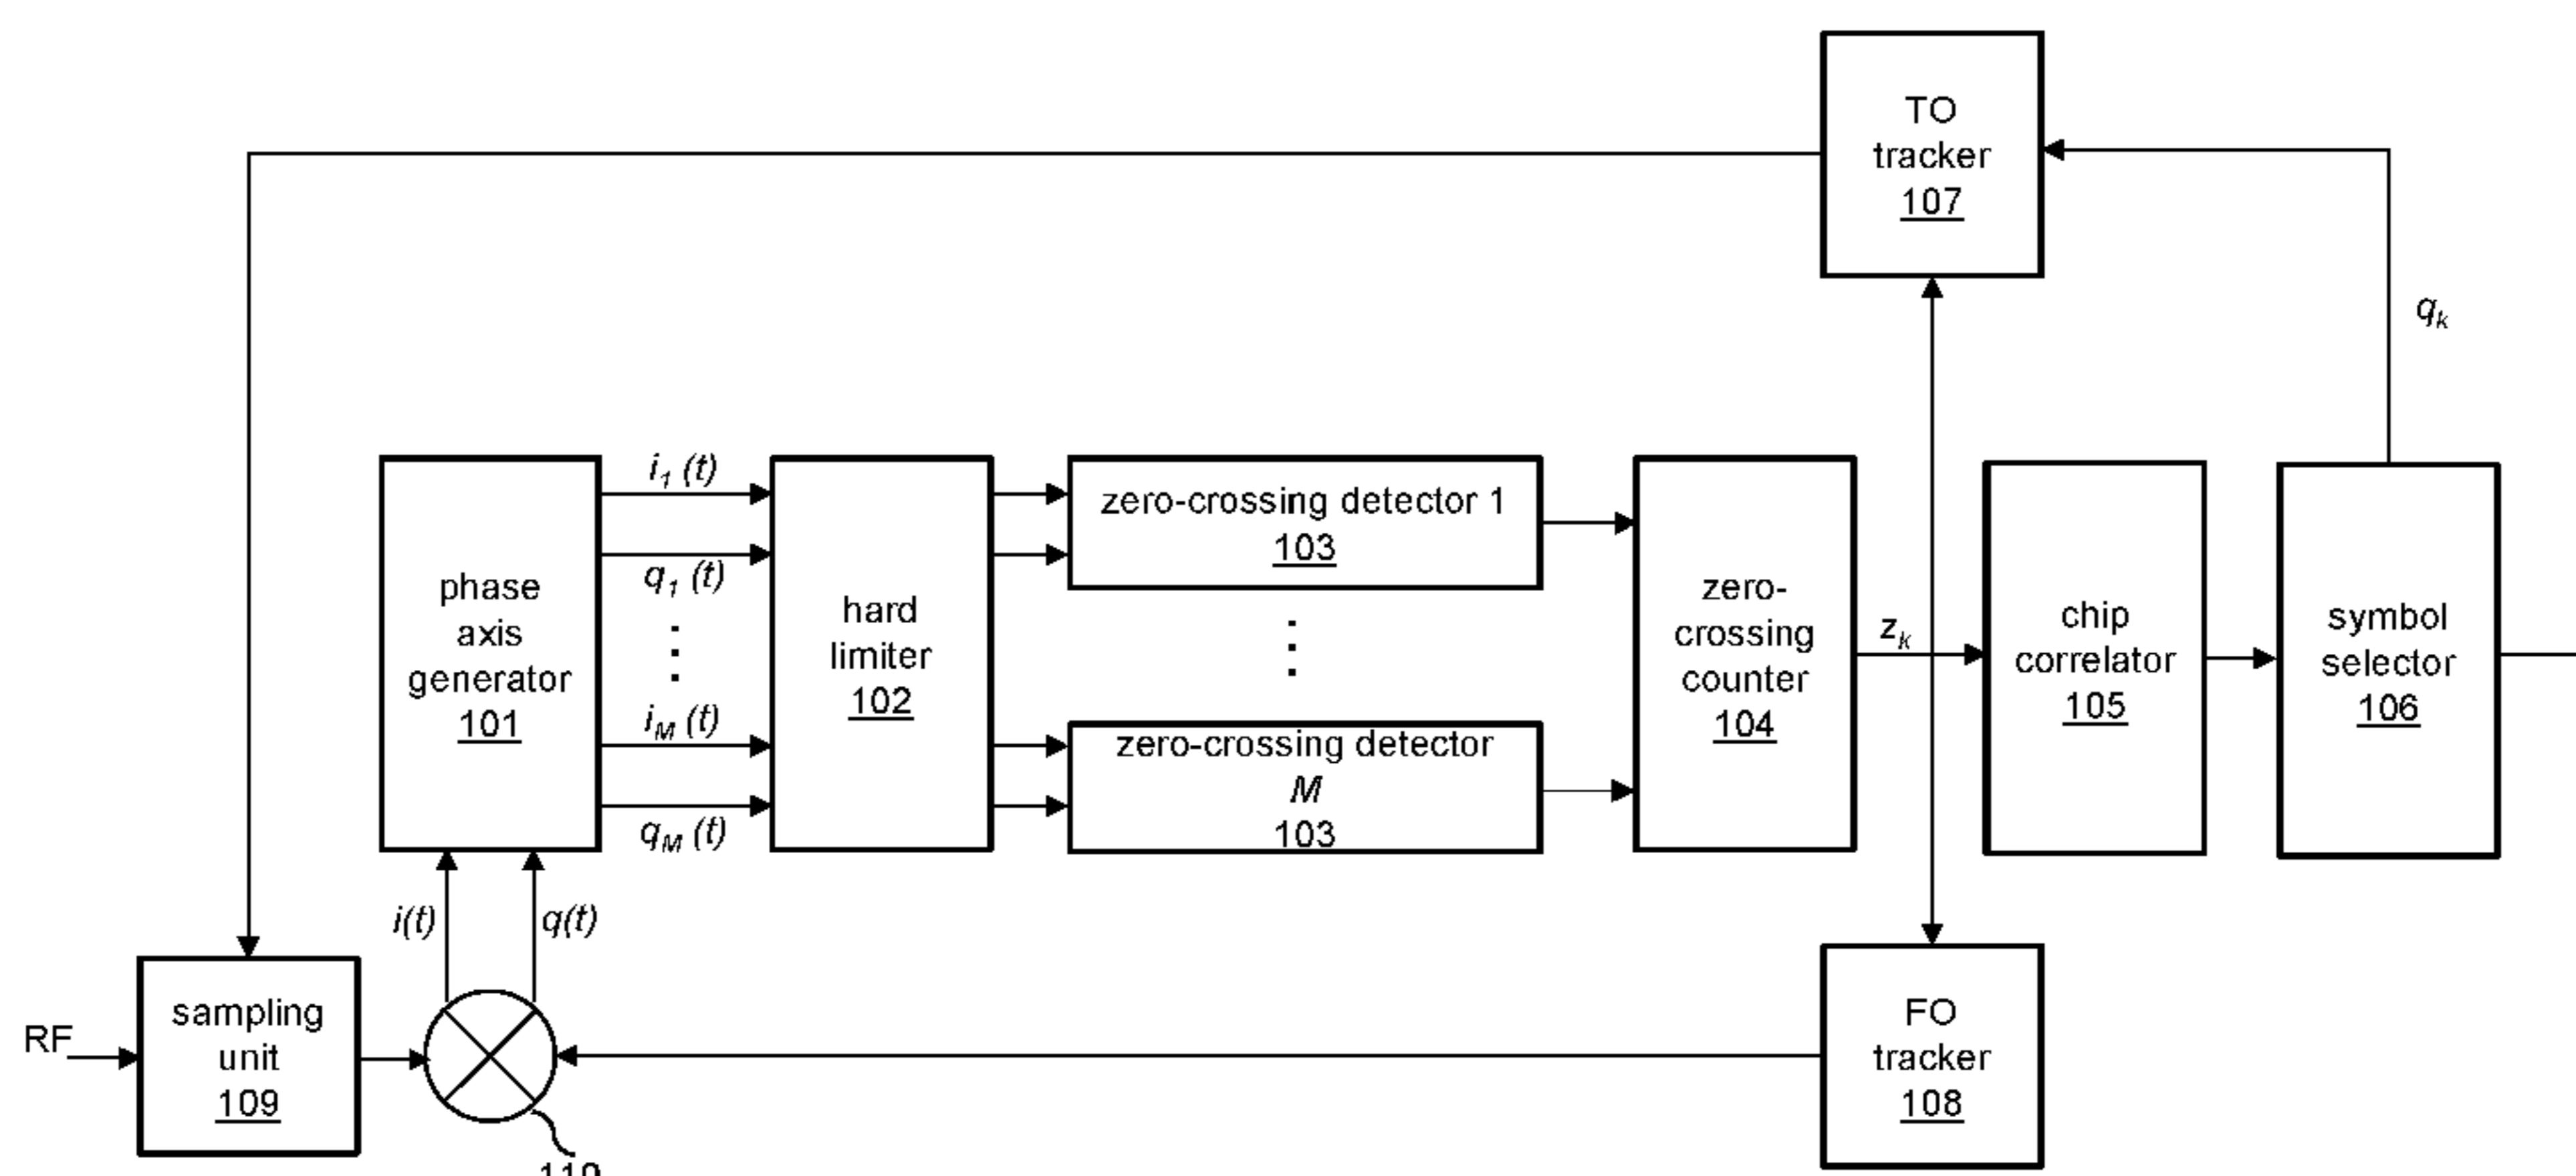 TO
tracker
107
q_k
i_1 (t)
q_1 (t)
i_M (t)
q_M (t)
phase
axis
generator
101
hard
limiter
102
zero-crossing detector 1
103
zero-crossing detector
M
103
zero-
crossing
counter
104
z_k
chip
correlator
105
symbol
selector
106
i(t)
q(t)
RF
sampling
unit
109
FO
tracker
108